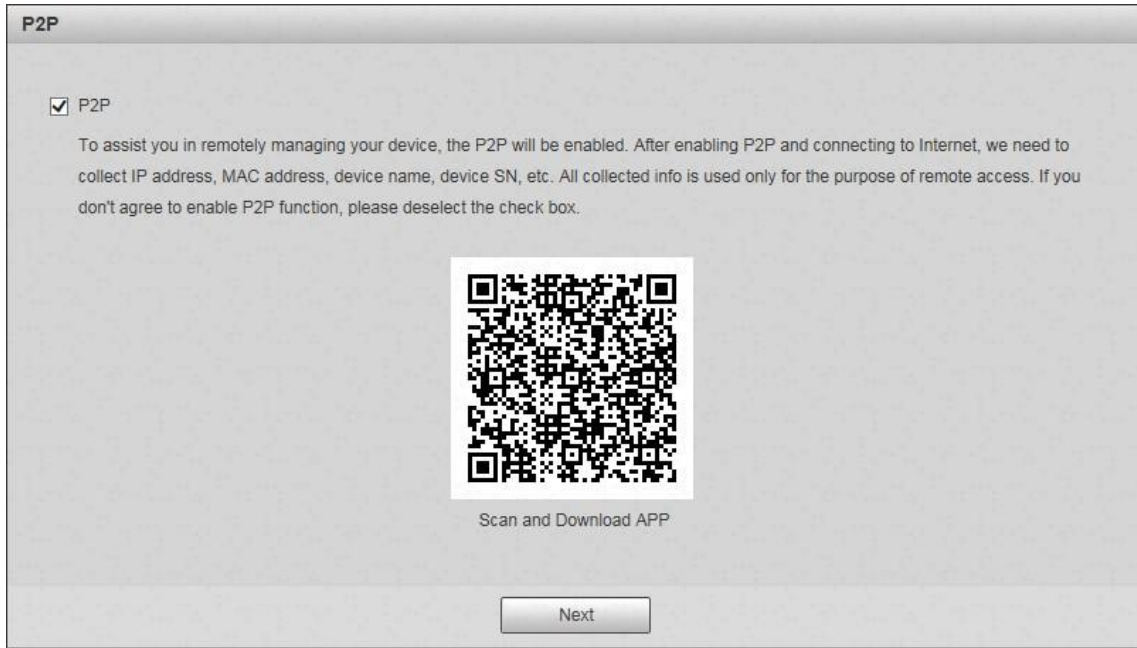 P2P
P2P
To assist you in remotely managing your device, the P2P will be enabled. After enabling P2P and connecting to Internet, we need to
collect IP address, MAC address, device name, device SN, etc. All collected info is used only for the purpose of remote access. If you
don't agree to enable P2P function, please deselect the check box.
Scan and Download APP
Next